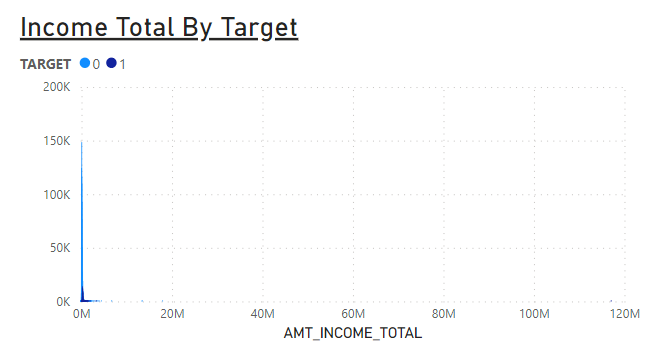 Income Total By Target
TARGET 0 1
200K
150K
100K
50K
0K
0M 20M 40M 60M 80M 100M 120M
AMT_INCOME_TOTAL